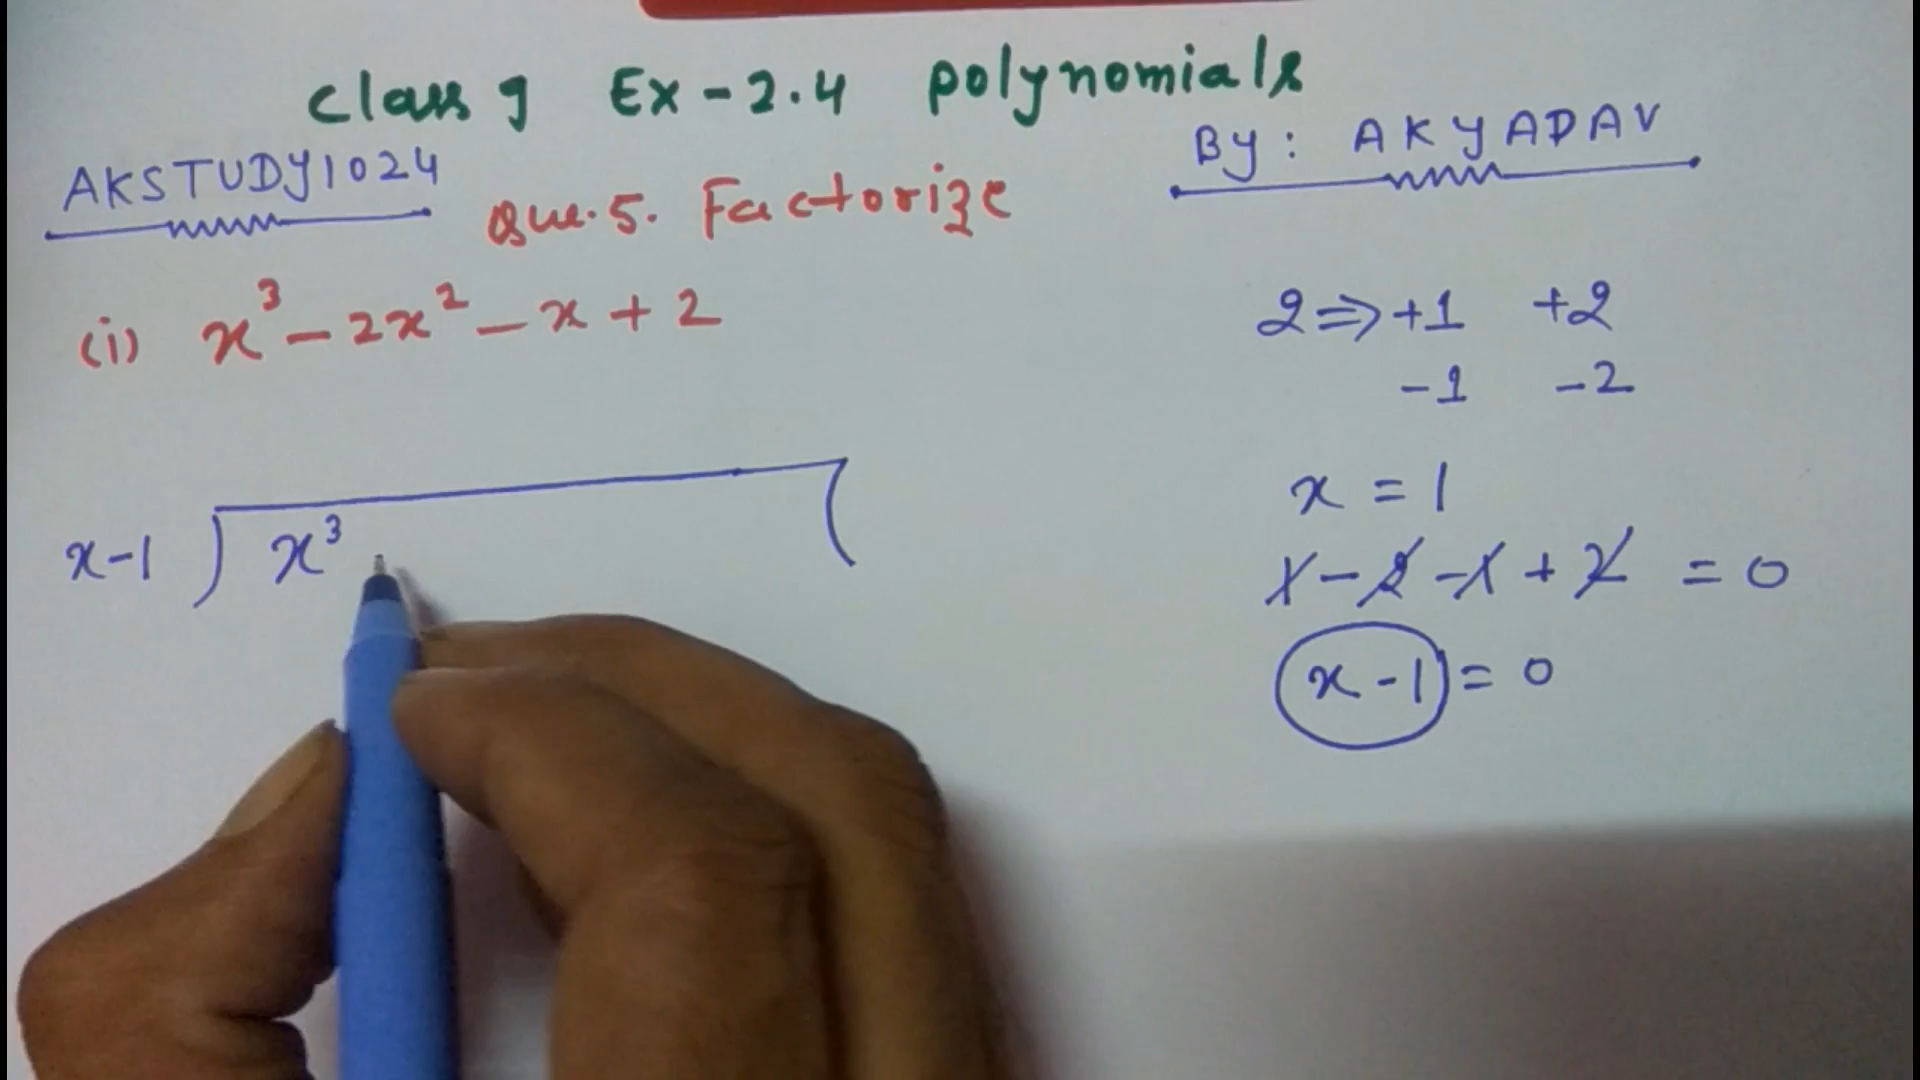 Class 9 Ex-2.4 polynomials
AKSTUDY1024
By: AKYADAV
Que.5. Factorize
(i) x³-2x²-x+2
2⇒+1 +2
-1 -2
x=1
1-2-1+2=0
x-1=0
x-1) x³